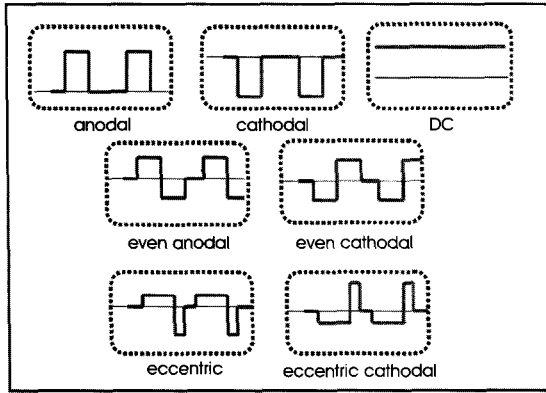 anodal
cathodal
DC
even anodal
even cathodal
eccentric
eccentric cathodal